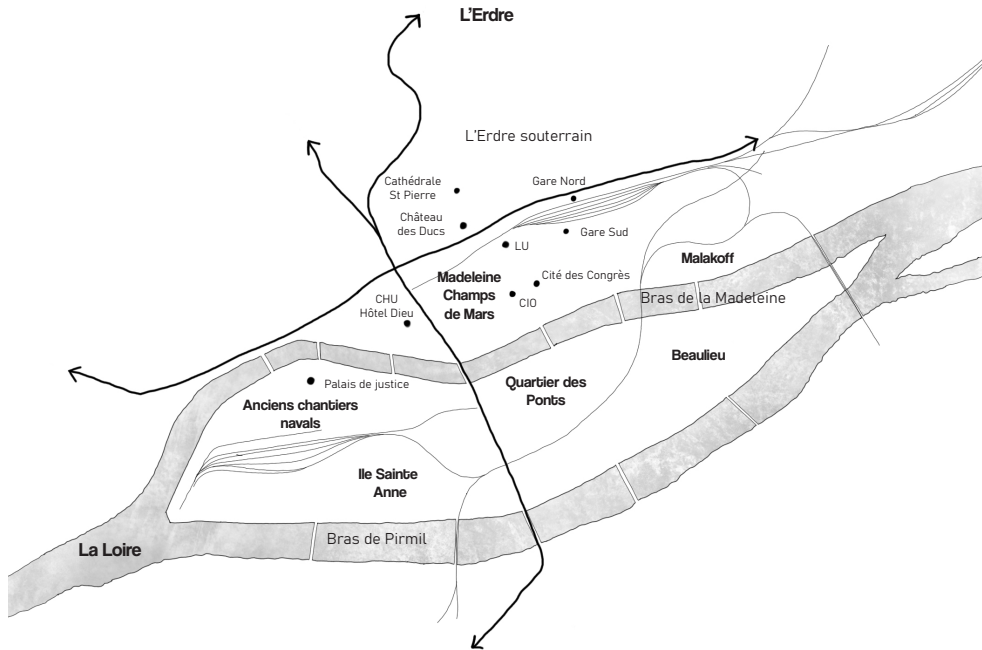 L'Erdre
L'Erdre souterrain
Cathédrale
St Pierre
Gare Nord
Château
des Ducs
Gare Sud
LU
Malakoff
Madeleine
Champs
de Mars
Cité des Congrès
CIO
Bras de la Madeleine
CHU
Hôtel Dieu
Beaulieu
Palais de justice
Quartier des
Ponts
Anciens chantiers
navals
Ile Sainte
Anne
Bras de Pirmil
La Loire